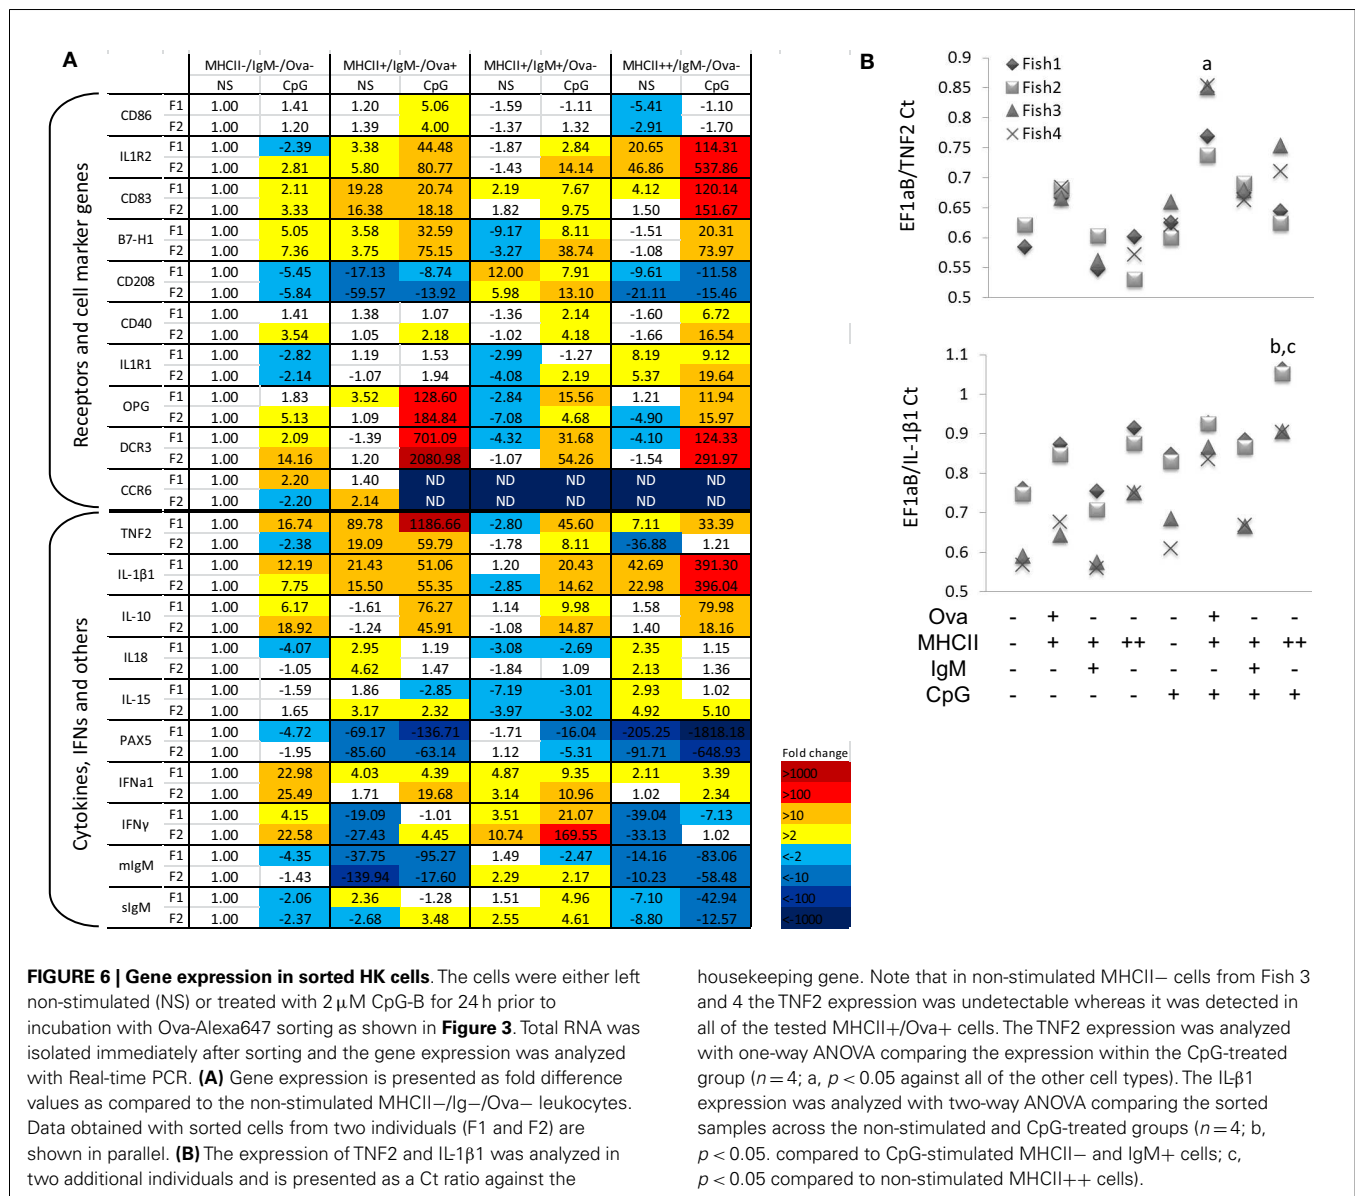 A
MHCII-/IgM-/Ova- MHCII+/IgM-/Ova+ MHCII+/IgM+/Ova- MHCII++/IgM-/Ova-
NS CpG NS CpG NS CpG NS CpG
Receptors and cell marker genes
CD86 F1 1.00 1.41 1.20 5.06 -1.59 -1.11 -5.41 -1.10
F2 1.00 1.20 1.39 4.00 -1.37 1.32 -2.91 -1.70
IL1R2 F1 1.00 -2.39 3.38 44.48 -1.87 2.84 20.65 114.31
F2 1.00 2.81 5.80 80.77 -1.43 14.14 46.86 537.86
CD83 F1 1.00 2.11 19.28 20.74 2.19 7.67 4.12 120.14
F2 1.00 3.33 16.38 18.18 1.82 9.75 1.50 151.67
B7-H1 F1 1.00 5.05 3.58 32.59 -9.17 8.11 -1.51 20.31
F2 1.00 7.36 3.75 75.15 -3.27 38.74 -1.08 73.97
CD208 F1 1.00 -5.45 -17.13 -8.74 12.00 7.91 -9.61 -11.58
F2 1.00 -5.84 -59.57 -13.92 5.98 13.10 -21.11 -15.46
CD40 F1 1.00 1.41 1.38 1.07 -1.36 2.14 -1.60 6.72
F2 1.00 3.54 1.05 2.18 -1.02 4.18 -1.66 16.54
IL1R1 F1 1.00 -2.82 1.19 1.53 -2.99 -1.27 8.19 9.12
F2 1.00 -2.14 -1.07 1.94 -4.08 2.19 5.37 19.64
OPG F1 1.00 1.83 3.52 128.60 -2.84 15.56 1.21 11.94
F2 1.00 5.13 1.09 184.84 -7.08 4.68 -4.90 15.97
DCR3 F1 1.00 2.09 -1.39 701.09 -4.32 31.68 -4.10 124.33
F2 1.00 14.16 1.20 2080.98 -1.07 54.26 -1.54 291.97
CCR6 F1 1.00 2.20 1.40 ND ND ND ND ND
F2 1.00 -2.20 2.14 ND ND ND ND ND
Cytokines, IFNs and others
TNF2 F1 1.00 16.74 89.78 1186.66 -2.80 45.60 7.11 33.39
F2 1.00 -2.38 19.09 59.79 -1.78 8.11 -36.88 1.21
IL-1β1 F1 1.00 12.19 21.43 51.06 1.20 20.43 42.69 391.30
F2 1.00 7.75 15.50 55.35 -2.85 14.62 22.98 396.04
IL-10 F1 1.00 6.17 -1.61 76.27 1.14 9.98 1.58 79.98
F2 1.00 18.92 -1.24 45.91 -1.08 14.87 1.40 18.16
IL18 F1 1.00 -4.07 2.95 1.19 -3.08 -2.69 2.35 1.15
F2 1.00 -1.05 4.62 1.47 -1.84 1.09 2.13 1.36
IL-15 F1 1.00 -1.59 1.86 -2.85 -7.19 -3.01 2.93 1.02
F2 1.00 1.65 3.17 2.32 -3.97 -3.02 4.92 5.10
PAX5 F1 1.00 -4.72 -69.17 -136.71 -1.71 -16.04 -205.25 -1818.18
F2 1.00 -1.95 -85.60 -63.14 1.12 -5.31 -91.71 -648.93
IFNa1 F1 1.00 22.98 4.03 4.39 4.87 9.35 2.11 3.39
F2 1.00 25.49 1.71 19.68 3.14 10.96 1.02 2.34
IFNγ F1 1.00 4.15 -19.09 -1.01 3.51 21.07 -39.04 -7.13
F2 1.00 22.58 -27.43 4.45 10.74 169.55 -33.13 1.02
mIgM F1 1.00 -4.35 -37.75 -95.27 1.49 -2.47 -14.16 -83.06
F2 1.00 -1.43 -139.94 -17.60 2.29 2.17 -10.23 -58.48
sIgM F1 1.00 -2.06 2.36 -1.28 1.51 4.96 -7.10 -42.94
F2 1.00 -2.37 -2.68 3.48 2.55 4.61 -8.80 -12.57
Fold change
>1000
>100
>10
>2
<-2
<-10
<-100
<-1000
B
EF1aB/TNF2 Ct
0.9
0.85
0.8
0.75
0.7
0.65
0.6
0.55
0.5
Fish1
Fish2
Fish3
Fish4
a
EF1aB/IL-1β1 Ct
1.1
1
0.9
0.8
0.7
0.6
0.5
b,c
Ova - + - - - + - -
MHCII - + + ++ - + + ++
IgM - - + - - - + -
CpG - - - - + + + +
FIGURE 6 | Gene expression in sorted HK cells. The cells were either left
non-stimulated (NS) or treated with 2 μM CpG-B for 24 h prior to
incubation with Ova-Alexa647 sorting as shown in Figure 3. Total RNA was
isolated immediately after sorting and the gene expression was analyzed
with Real-time PCR. (A) Gene expression is presented as fold difference
values as compared to the non-stimulated MHCII−/Ig−/Ova− leukocytes.
Data obtained with sorted cells from two individuals (F1 and F2) are
shown in parallel. (B) The expression of TNF2 and IL-1β1 was analyzed in
two additional individuals and is presented as a Ct ratio against the
housekeeping gene. Note that in non-stimulated MHCII− cells from Fish 3
and 4 the TNF2 expression was undetectable whereas it was detected in
all of the tested MHCII+/Ova+ cells. The TNF2 expression was analyzed
with one-way ANOVA comparing the expression within the CpG-treated
group (n = 4; a, p < 0.05 against all of the other cell types). The IL-β1
expression was analyzed with two-way ANOVA comparing the sorted
samples across the non-stimulated and CpG-treated groups (n = 4; b,
p < 0.05. compared to CpG-stimulated MHCII− and IgM+ cells; c,
p < 0.05 compared to non-stimulated MHCII++ cells).